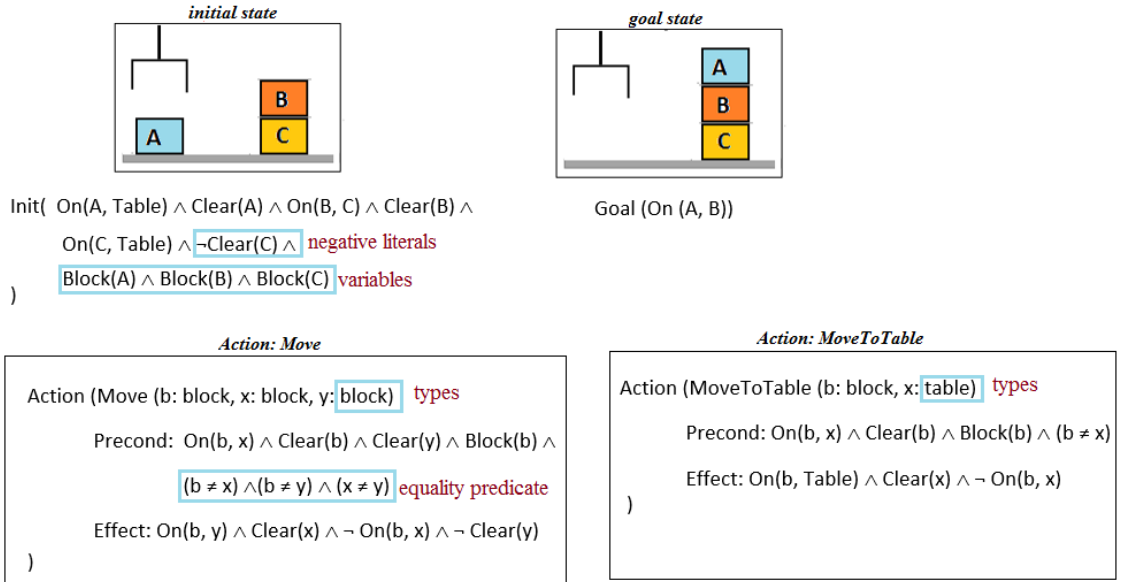 initial state
goal state
A
B
C
A
B
C
Init( On(A, Table) ∧ Clear(A) ∧ On(B, C) ∧ Clear(B) ∧
On(C, Table) ∧ ¬Clear(C) ∧ negative literals
Block(A) ∧ Block(B) ∧ Block(C) variables
)
Goal (On (A, B))
Action: Move
Action (Move (b: block, x: block, y: block) types
Precond: On(b, x) ∧ Clear(b) ∧ Clear(y) ∧ Block(b) ∧
(b ≠ x) ∧(b ≠ y) ∧ (x ≠ y) equality predicate
Effect: On(b, y) ∧ Clear(x) ∧ ¬ On(b, x) ∧ ¬ Clear(y)
)
Action: MoveToTable
Action (MoveToTable (b: block, x: table) types
Precond: On(b, x) ∧ Clear(b) ∧ Block(b) ∧ (b ≠ x)
Effect: On(b, Table) ∧ Clear(x) ∧ ¬ On(b, x)
)